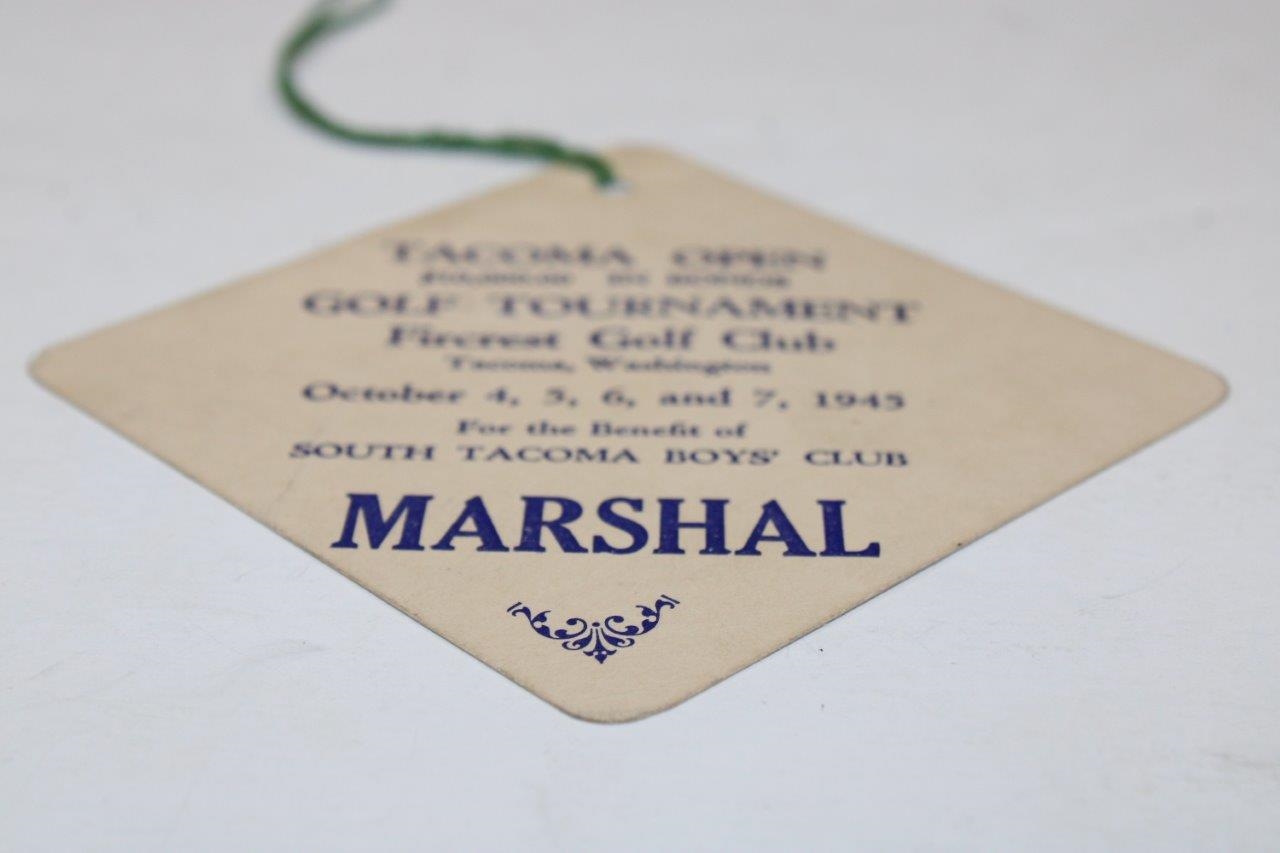 TACOMA OPEN
GOLF TOURNAMENT
Fircrest Golf Club
Tacoma, Washington
October 4, 5, 6, and 7, 1945
For the Benefit of
SOUTH TACOMA BOYS' CLUB
MARSHAL